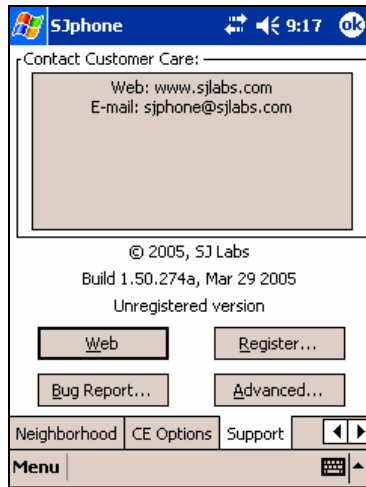 SJphone 9:17 ok
Contact Customer Care:
Web: www.sjlabs.com
E-mail: sjphone@sjlabs.com
© 2005, SJ Labs
Build 1.50.274a, Mar 29 2005
Unregistered version
Web Register...
Bug Report... Advanced...
Neighborhood CE Options Support
Menu